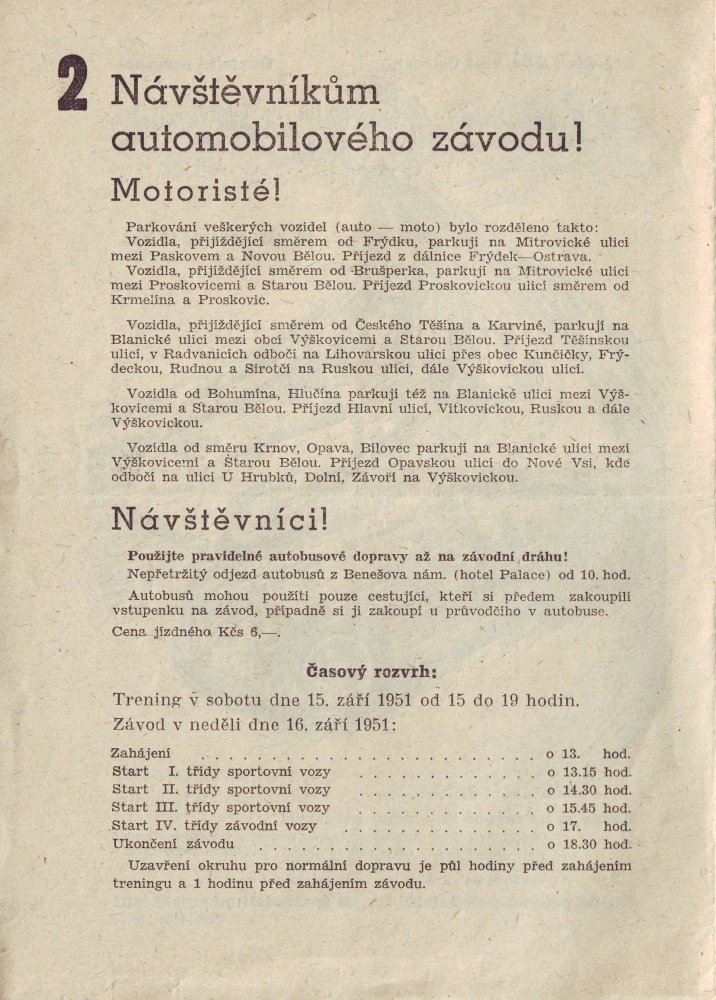 2 Návštěvníkům
automobilového závodu!
Motoristé!
Parkování veškerých vozidel (auto — moto) bylo rozděleno takto:
Vozidla, přijíždějící směrem od Frýdku, parkují na Mitrovické ulici
mezi Paskovem a Novou Bělou. Příjezd z dálnice Frýdek—Ostrava.
Vozidla, přijíždějící směrem od Brušperka, parkují na Mitrovické ulici
mezi Proskovicemi a Starou Bělou. Příjezd Proskovickou ulicí směrem od
Krmelína a Proskovic.
Vozidla, přijíždějící směrem od Českého Těšína a Karviné, parkují na
Blanické ulici mezi obcí Výškovicemi a Starou Bělou. Příjezd Těšínskou
ulicí, v Radvanicích odbočí na Lihovarskou ulici přes obec Kunčičky, Frý-
deckou, Rudnou a Sirotčí na Ruskou ulici, dále Výškovickou ulicí.
Vozidla od Bohumína, Hlučína parkují též na Blanické ulici mezi Výš-
kovicemi a Starou Bělou. Příjezd Hlavní ulicí, Vítkovickou, Ruskou a dále
Výškovickou.
Vozidla od směru Krnov, Opava, Bílovec parkují na Blanické ulici mezi
Výškovicemi a Starou Bělou. Příjezd Opavskou ulicí do Nové Vsi, kde
odbočí na ulici U Hrubků, Dolní, Závoří na Výškovickou.
Návštěvníci!
Použijte pravidelné autobusové dopravy až na závodní dráhu!
Nepřetržitý odjezd autobusů z Benešova nám. (hotel Palace) od 10. hod.
Autobusů mohou použíti pouze cestující, kteří si předem zakoupili
vstupenku na závod, případně si ji zakoupí u průvodčího v autobuse.
Cena jízdného Kčs 6,—.
Časový rozvrh:
Trening v sobotu dne 15. září 1951 od 15 do 19 hodin.
Závod v neděli dne 16. září 1951:
Zahájení . . . . . . . . . . . . . . . . . . . . . . . . o 13. hod.
Start I. třídy sportovní vozy . . . . . . . . . . . . . o 13.15 hod.
Start II. třídy sportovní vozy . . . . . . . . . . . . . o 14.30 hod.
Start III. třídy sportovní vozy . . . . . . . . . . . . . o 15.45 hod.
Start IV. třídy závodní vozy . . . . . . . . . . . . . . o 17. hod.
Ukončení závodu . . . . . . . . . . . . . . . . . . . . o 18.30 hod.
Uzavření okruhu pro normální dopravu je půl hodiny před zahájením
treningu a 1 hodinu před zahájením závodu.